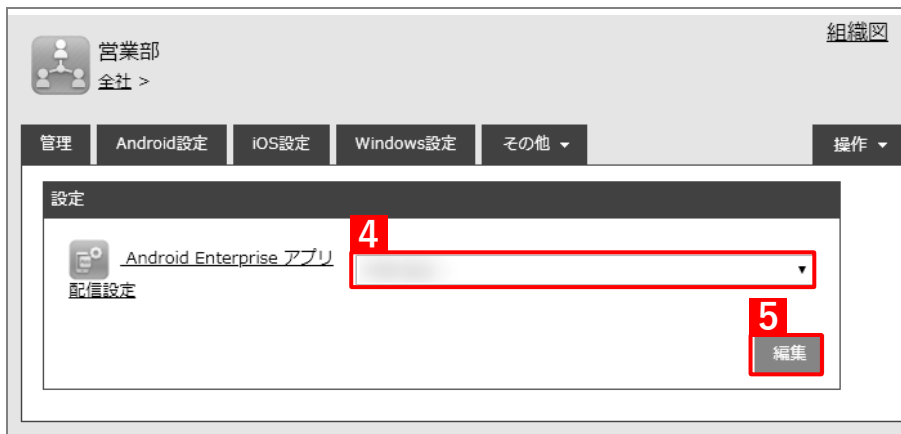 組織図
営業部
全社 >
管理 Android設定 iOS設定 Windows設定 その他 ▼ 操作 ▼
設定
4
Android Enterprise アプリ
配信設定
5
編集